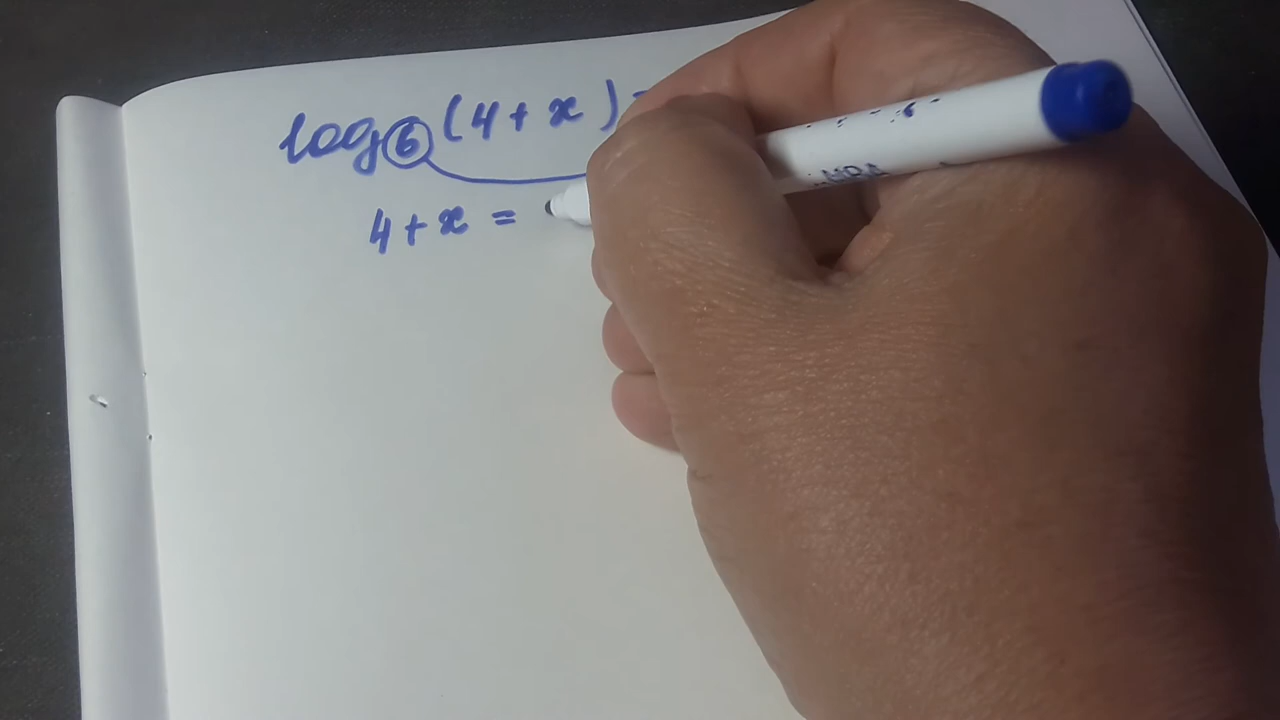 log₆(4+x)=
4+x =